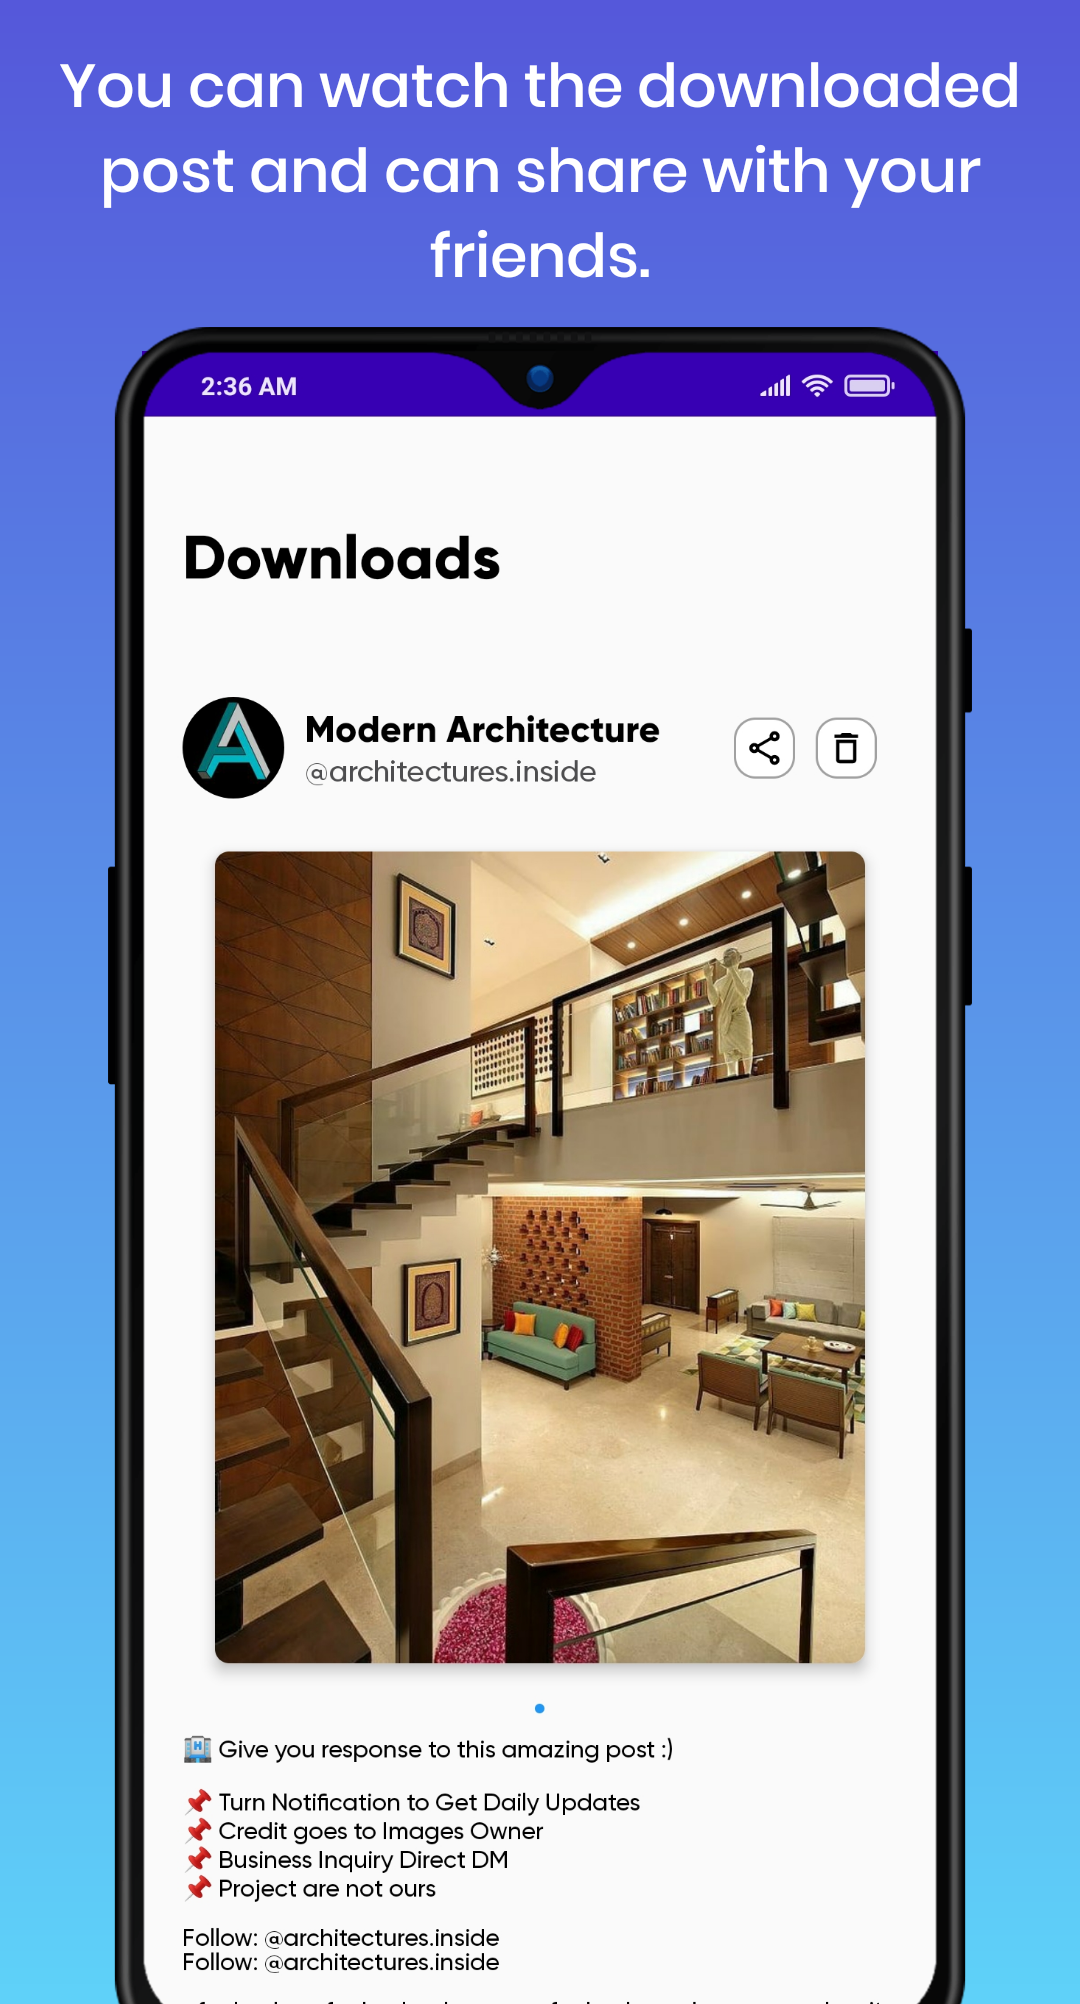 You can watch the downloaded
post and can share with your
friends.
2:36 AM
Downloads
Modern Architecture
@architectures.inside
🏨 Give you response to this amazing post :)
📌 Turn Notification to Get Daily Updates
📌 Credit goes to Images Owner
📌 Business Inquiry Direct DM
📌 Project are not ours
Follow: @architectures.inside
Follow: @architectures.inside